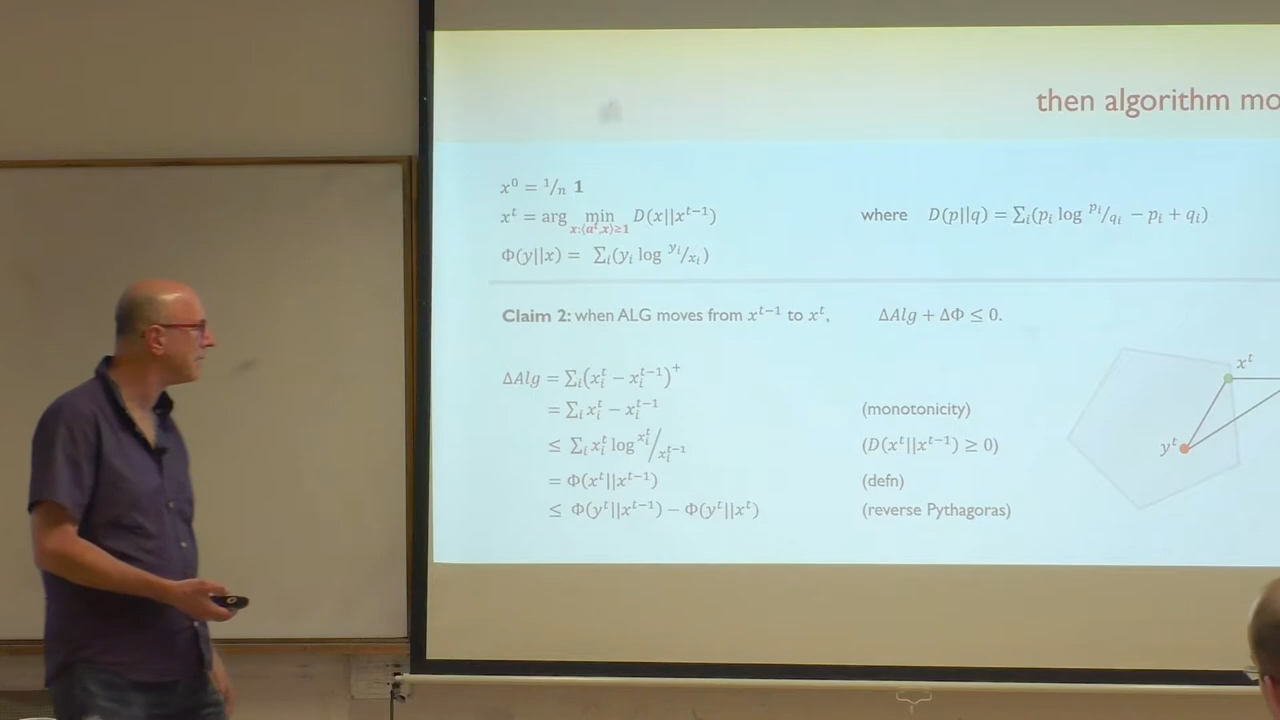 then algorithm mo
x⁰ = ¹/ₙ 𝟏
xᵗ = arg min_{x:⟨aᵗ,x⟩≥1} D(x||xᵗ⁻¹) where D(p||q) = ∑ᵢ(pᵢ log ᵖⁱ/qᵢ − pᵢ + qᵢ)
Φ(y||x) = ∑ᵢ(yᵢ log ʸⁱ/xᵢ)
Claim 2: when ALG moves from xᵗ⁻¹ to xᵗ, ΔAlg + ΔΦ ≤ 0.
ΔAlg = ∑ᵢ(xᵢᵗ − xᵢᵗ⁻¹)⁺
= ∑ᵢ xᵢᵗ − xᵢᵗ⁻¹ (monotonicity)
≤ ∑ᵢ xᵢᵗ log xᵢᵗ/xᵢᵗ⁻¹ (D(xᵗ||xᵗ⁻¹) ≥ 0)
= Φ(xᵗ||xᵗ⁻¹) (defn)
≤ Φ(yᵗ||xᵗ⁻¹) − Φ(yᵗ||xᵗ) (reverse Pythagoras)
xᵗ
yᵗ